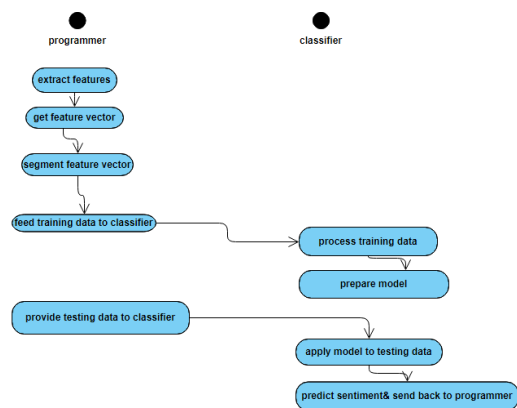 programmer
classifier
extract features
get feature vector
segment feature vector
feed training data to classifier
process training data
prepare model
provide testing data to classifier
apply model to testing data
predict sentiment& send back to programmer